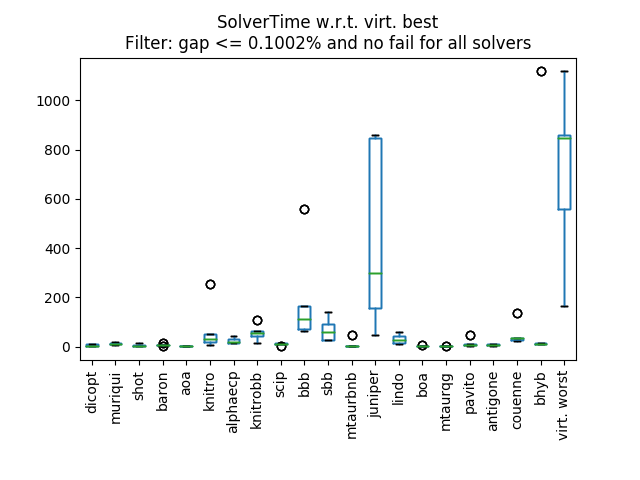 SolverTime w.r.t. virt. best
Filter: gap <= 0.1002% and no fail for all solvers
1000
800
600
400
200
0
dicopt
muriqui
shot
baron
aoa
knitro
alphaecp
knitrobb
scip
bbb
sbb
mtaurbnb
juniper
lindo
boa
mtaurqg
pavito
antigone
couenne
bhyb
virt. worst